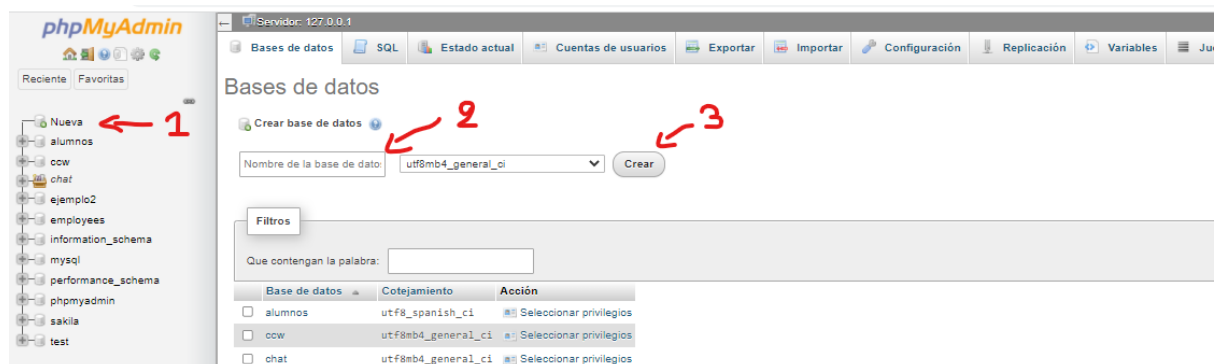 phpMyAdmin
Reciente Favoritas
Nueva
1
alumnos
ccw
chat
ejemplo2
employees
information_schema
mysql
performance_schema
phpmyadmin
sakila
test
Servidor: 127.0.0.1
Bases de datos SQL Estado actual Cuentas de usuarios Exportar Importar Configuración Replicación Variables
Bases de datos
Crear base de datos
2
3
Nombre de la base de dato utf8mb4_general_ci Crear
Filtros
Que contengan la palabra:
Base de datos Cotejamiento Acción
alumnos utf8_spanish_ci Seleccionar privilegios
ccw utf8mb4_general_ci Seleccionar privilegios
chat utf8mb4_general_ci Seleccionar privilegios